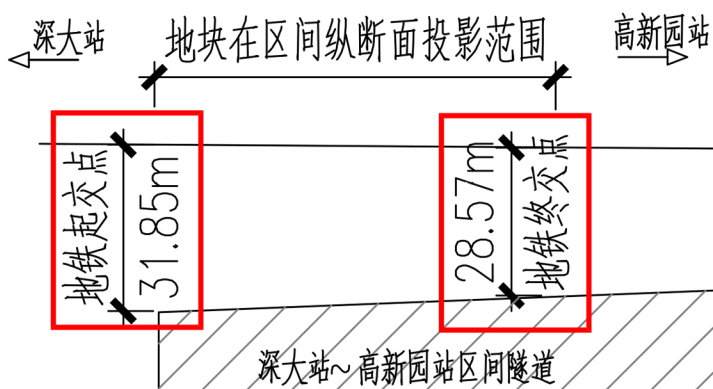 深大站
地块在区间纵断面投影范围
高新园站
地铁起交点
31.85m
28.57m
地铁终交点
深大站～高新园站区间隧道